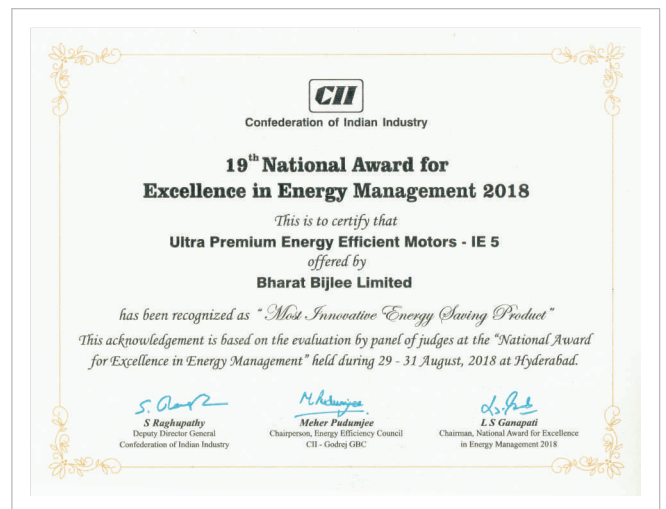 CII
Confederation of Indian Industry
19th National Award for
Excellence in Energy Management 2018
This is to certify that
Ultra Premium Energy Efficient Motors - IE 5
offered by
Bharat Bijlee Limited
has been recognized as "Most Innovative Energy Saving Product"
This acknowledgement is based on the evaluation by panel of judges at the "National Award
for Excellence in Energy Management" held during 29 - 31 August, 2018 at Hyderabad.
S Raghupathy
Deputy Director General
Confederation of Indian Industry
M Pudumjee
Meher Pudumjee
Chairperson, Energy Efficiency Council
CII - Godrej GBC
L S Ganapati
Chairman, National Award for Excellence
in Energy Management 2018